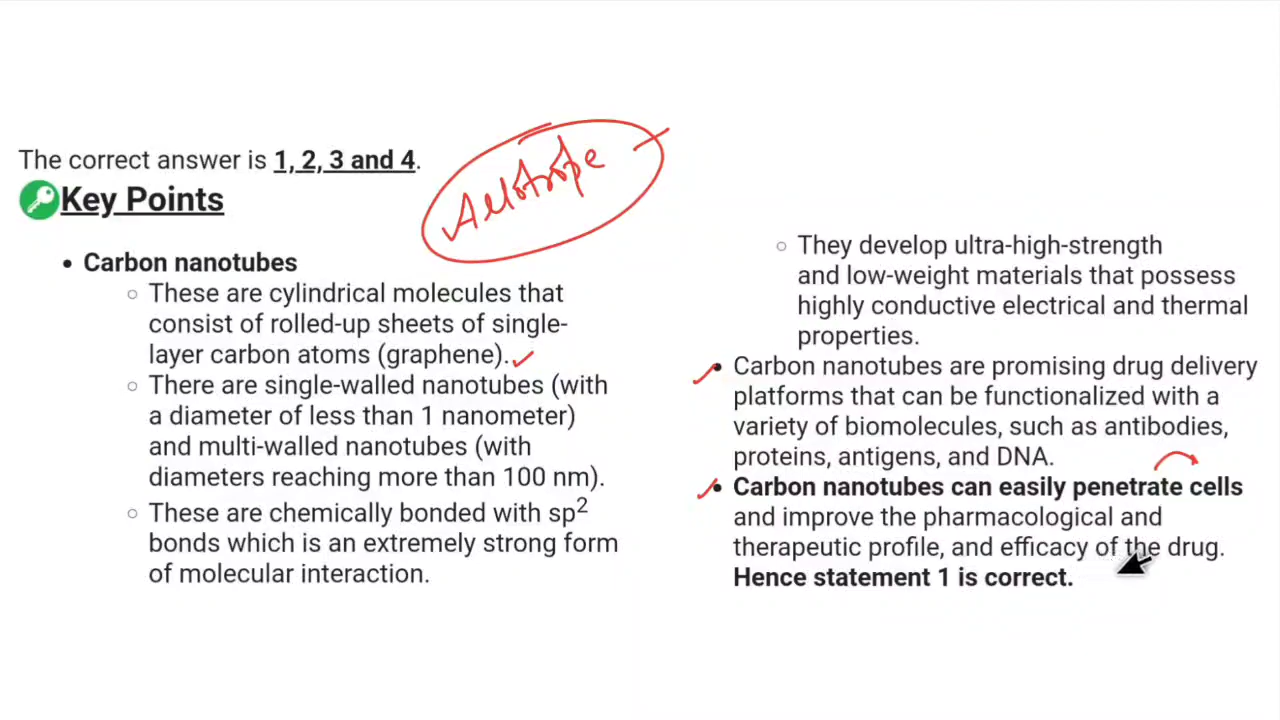 The correct answer is 1, 2, 3 and 4.
Allotrope
Key Points
• Carbon nanotubes
○ These are cylindrical molecules that
consist of rolled-up sheets of single-
layer carbon atoms (graphene).
○ There are single-walled nanotubes (with
a diameter of less than 1 nanometer)
and multi-walled nanotubes (with
diameters reaching more than 100 nm).
○ These are chemically bonded with sp²
bonds which is an extremely strong form
of molecular interaction.
○ They develop ultra-high-strength
and low-weight materials that possess
highly conductive electrical and thermal
properties.
• Carbon nanotubes are promising drug delivery
platforms that can be functionalized with a
variety of biomolecules, such as antibodies,
proteins, antigens, and DNA.
• Carbon nanotubes can easily penetrate cells
and improve the pharmacological and
therapeutic profile, and efficacy of the drug.
Hence statement 1 is correct.